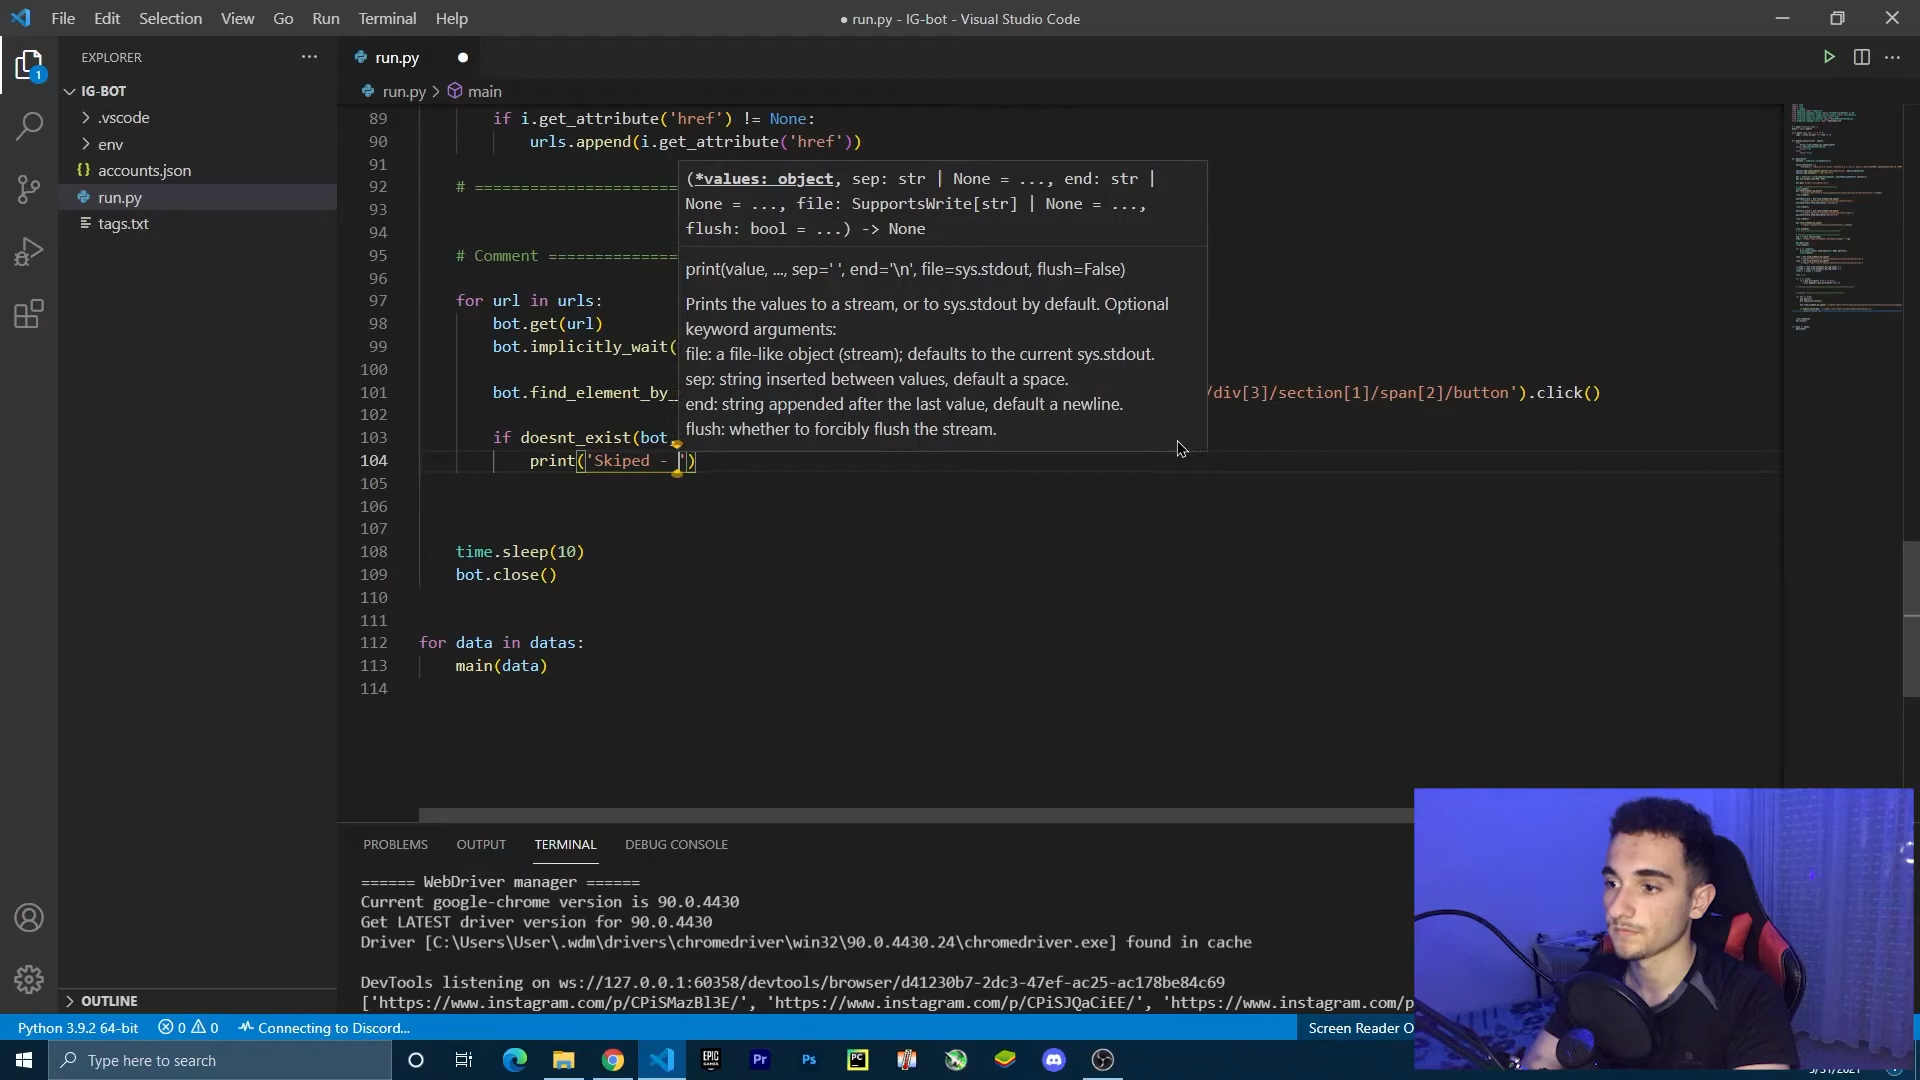 File Edit Selection View Go Run Terminal Help
● run.py - IG-bot - Visual Studio Code
EXPLORER
IG-BOT
.vscode
env
accounts.json
run.py
tags.txt
OUTLINE
1
run.py
run.py > main
89 if i.get_attribute('href') != None:
90 urls.append(i.get_attribute('href'))
91
92 # ======================
93
94
95 # Comment ==============
96
97 for url in urls:
98 bot.get(url)
99 bot.implicitly_wait(
100
101 bot.find_element_by_ /div[3]/section[1]/span[2]/button').click()
102
103 if doesnt_exist(bot,
104 print('Skiped - ')
105
106
107
108 time.sleep(10)
109 bot.close()
110
111
112 for data in datas:
113 main(data)
114
(*values: object, sep: str | None = ..., end: str |
None = ..., file: SupportsWrite[str] | None = ...,
flush: bool = ...) -> None
print(value, ..., sep=' ', end='\n', file=sys.stdout, flush=False)
Prints the values to a stream, or to sys.stdout by default. Optional
keyword arguments:
file: a file-like object (stream); defaults to the current sys.stdout.
sep: string inserted between values, default a space.
end: string appended after the last value, default a newline.
flush: whether to forcibly flush the stream.
PROBLEMS OUTPUT TERMINAL DEBUG CONSOLE
====== WebDriver manager ======
Current google-chrome version is 90.0.4430
Get LATEST driver version for 90.0.4430
Driver [C:\Users\User\.wdm\drivers\chromedriver\win32\90.0.4430.24\chromedriver.exe] found in cache
DevTools listening on ws://127.0.0.1:60358/devtools/browser/d41230b7-2dc3-47ef-ac25-ac178be84c69
['https://www.instagram.com/p/CPiSMazBl3E/', 'https://www.instagram.com/p/CPiSJQaCiEE/', 'https://www.instagram.com/p
Python 3.9.2 64-bit 0 0 Connecting to Discord... Screen Reader O
Type here to search
EPIC GAMES Pr Ps PC